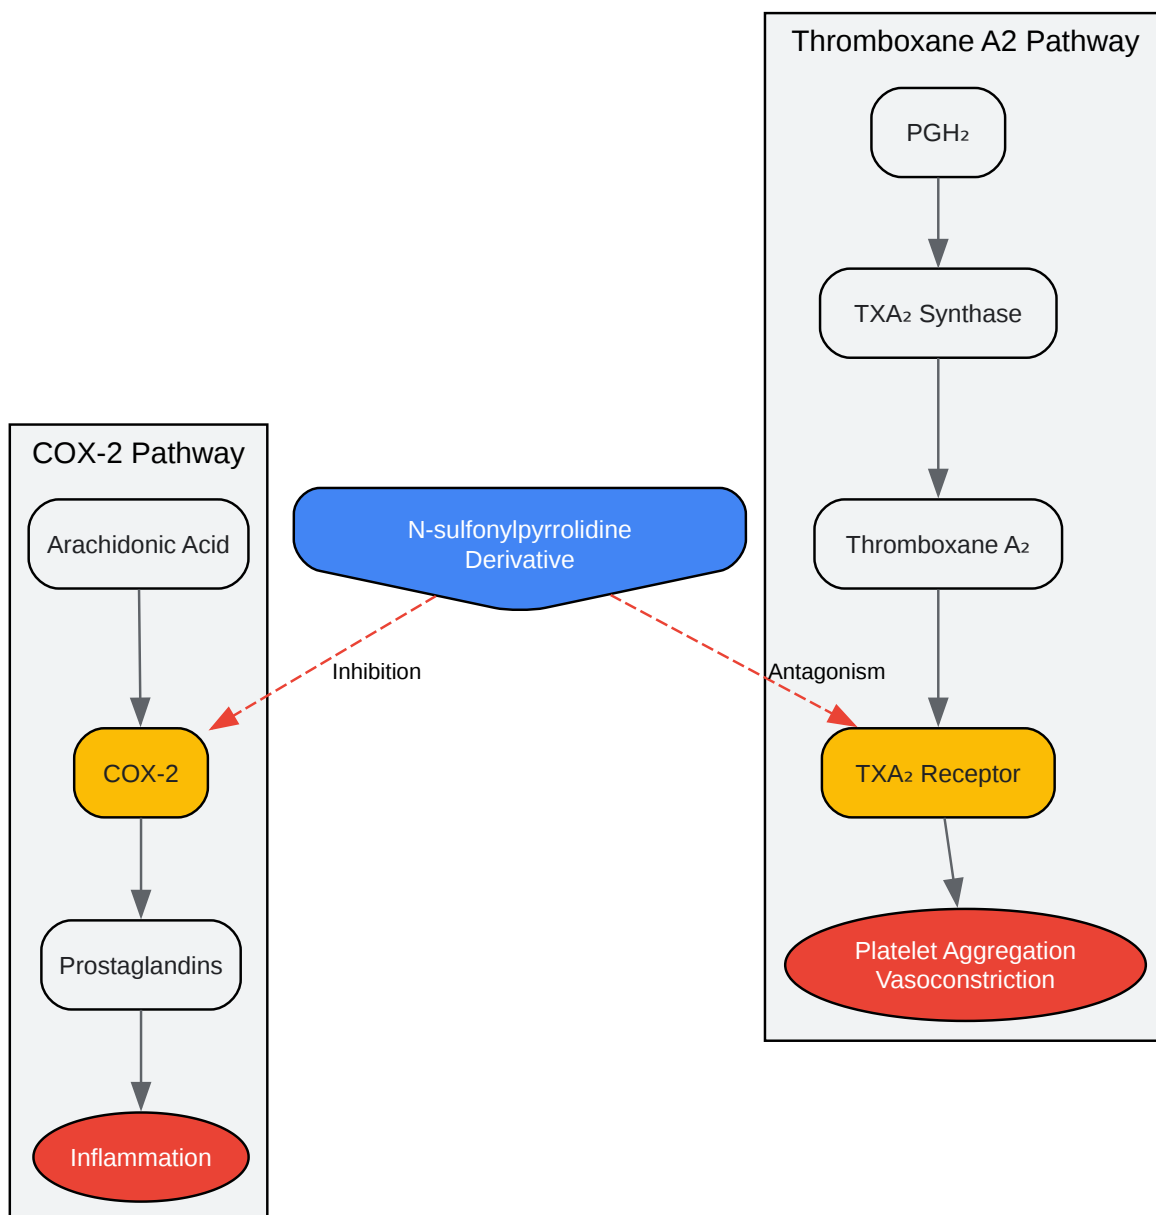 Thromboxane A2 Pathway
PGH₂
TXA₂ Synthase
Thromboxane A₂
Antagonism
TXA₂ Receptor
Platelet Aggregation
Vasoconstriction
COX-2 Pathway
Arachidonic Acid
N-sulfonylpyrrolidine
Derivative
Inhibition
COX-2
Prostaglandins
Inflammation